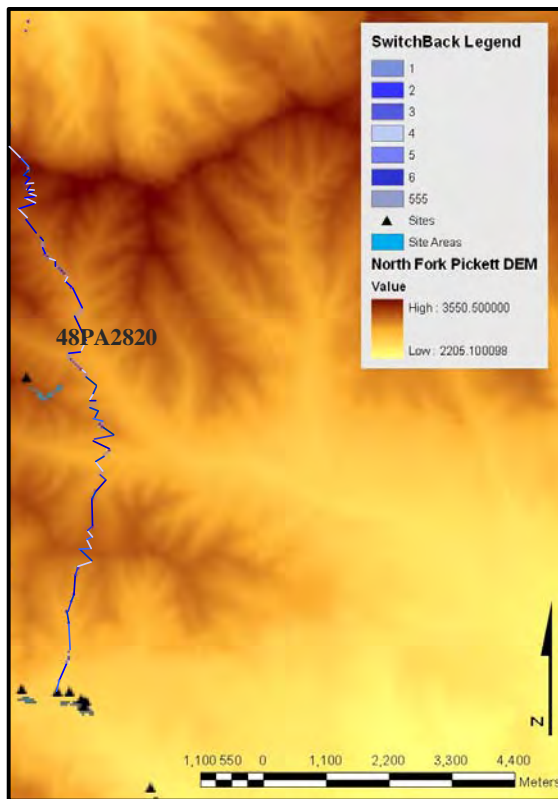 SwitchBack Legend
1
2
3
4
5
6
555
Sites
Site Areas
North Fork Pickett DEM
Value
High : 3550.500000
Low : 2205.100098
48PA2820
N
1,100 550 0 1,100 2,200 3,300 4,400
Meters